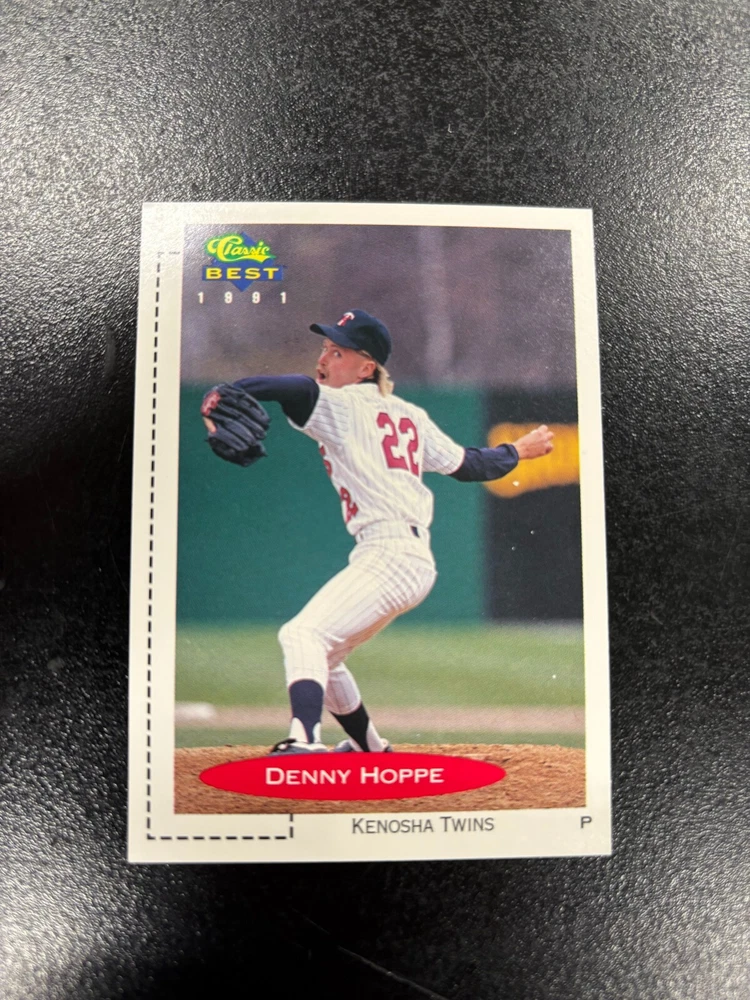 Classic
BEST
1991
T
22
DENNY HOPPE
KENOSHA TWINS
P